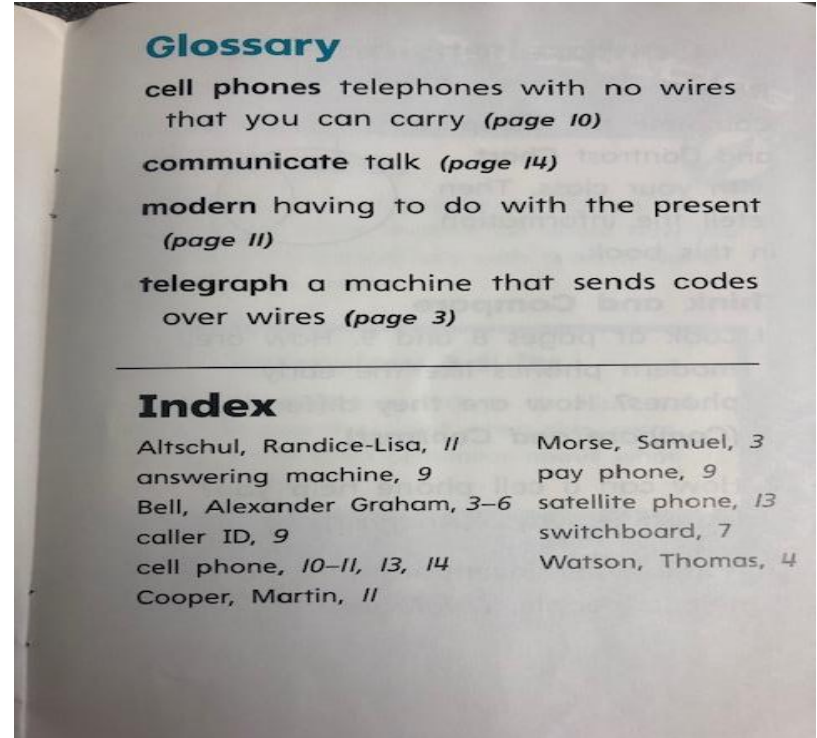 Glossary
cell phones telephones with no wires
that you can carry (page 10)
communicate talk (page 14)
modern having to do with the present
(page 11)
telegraph a machine that sends codes
over wires (page 3)
Index
Altschul, Randice-Lisa, 11
answering machine, 9
Bell, Alexander Graham, 3–6
caller ID, 9
cell phone, 10–11, 13, 14
Cooper, Martin, 11
Morse, Samuel, 3
pay phone, 9
satellite phone, 13
switchboard, 7
Watson, Thomas, 4